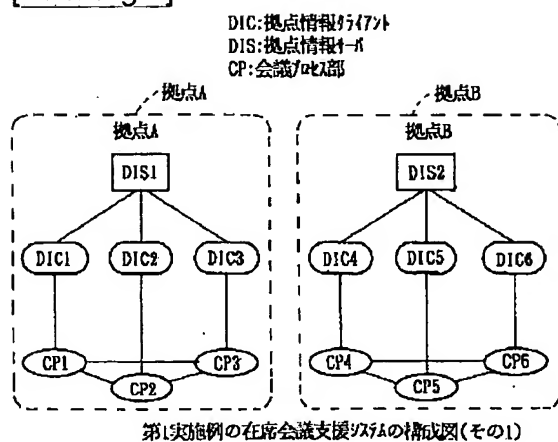 DIC:拠点情報クライアント
DIS:拠点情報サーバ
CP:会議プロセス部
拠点A 拠点B
拠点A 拠点B
DIS1 DIS2
DIC1 DIC2 DIC3 DIC4 DIC5 DIC6
CP1 CP3 CP4 CP6
CP2 CP5
第1実施例の在席会議支援システムの構成図(その1)